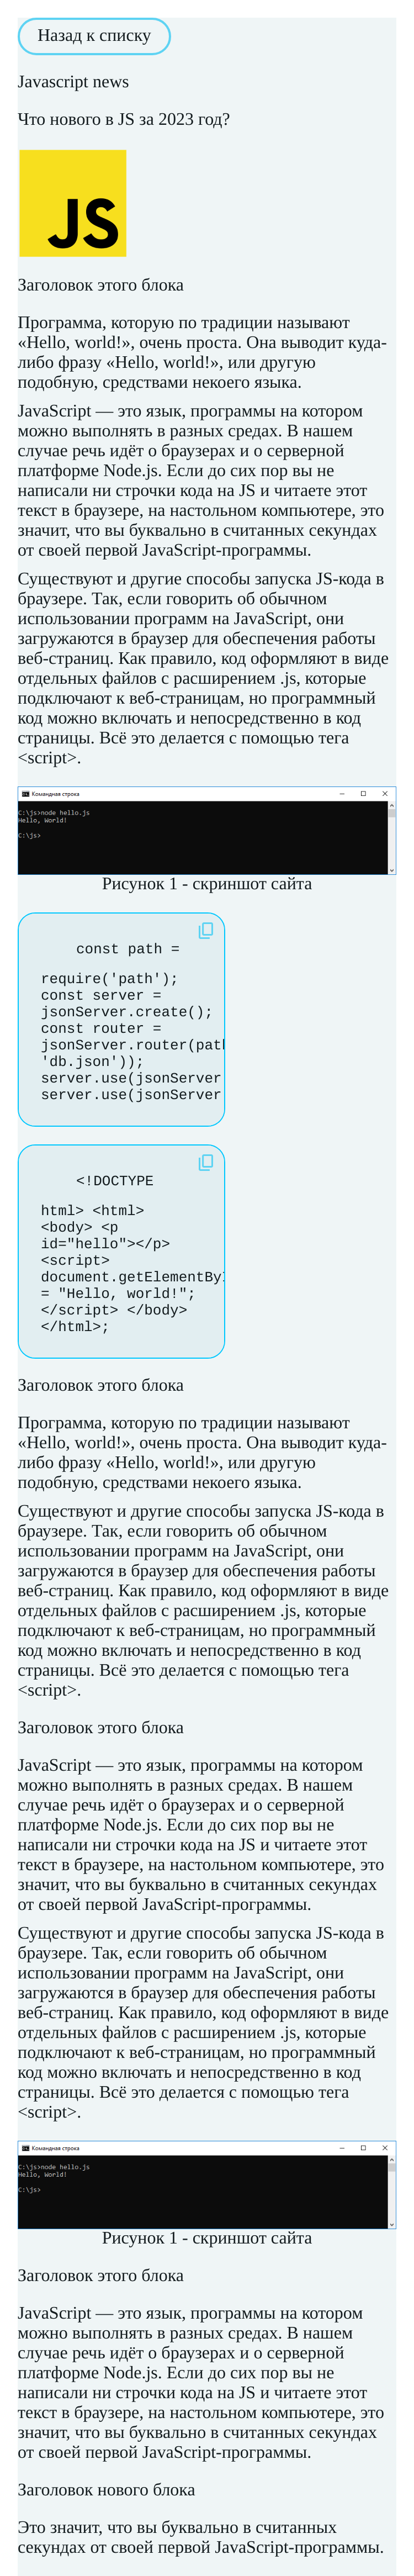 Назад к списку
Javascript news
Что нового в JS за 2023 год?
JS
Заголовок этого блока
Программа, которую по традиции называют
«Hello, world!», очень проста. Она выводит куда-
либо фразу «Hello, world!», или другую
подобную, средствами некоего языка.
JavaScript — это язык, программы на котором
можно выполнять в разных средах. В нашем
случае речь идёт о браузерах и о серверной
платформе Node.js. Если до сих пор вы не
написали ни строчки кода на JS и читаете этот
текст в браузере, на настольном компьютере, это
значит, что вы буквально в считанных секундах
от своей первой JavaScript-программы.
Существуют и другие способы запуска JS-кода в
браузере. Так, если говорить об обычном
использовании программ на JavaScript, они
загружаются в браузер для обеспечения работы
веб-страниц. Как правило, код оформляют в виде
отдельных файлов с расширением .js, которые
подключают к веб-страницам, но программный
код можно включать и непосредственно в код
страницы. Всё это делается с помощью тега
<script>.
Командная строка
C:\js>node hello.js
Hello, World!
C:\js>
Рисунок 1 - скриншот сайта
const path =
require('path');
const server =
jsonServer.create();
const router =
jsonServer.router(pat
'db.json'));
server.use(jsonServer
server.use(jsonServer
<!DOCTYPE
html> <html>
<body> <p
id="hello"></p>
<script>
document.getElementBy
= "Hello, world!";
</script> </body>
</html>;
Заголовок этого блока
Программа, которую по традиции называют
«Hello, world!», очень проста. Она выводит куда-
либо фразу «Hello, world!», или другую
подобную, средствами некоего языка.
Существуют и другие способы запуска JS-кода в
браузере. Так, если говорить об обычном
использовании программ на JavaScript, они
загружаются в браузер для обеспечения работы
веб-страниц. Как правило, код оформляют в виде
отдельных файлов с расширением .js, которые
подключают к веб-страницам, но программный
код можно включать и непосредственно в код
страницы. Всё это делается с помощью тега
<script>.
Заголовок этого блока
JavaScript — это язык, программы на котором
можно выполнять в разных средах. В нашем
случае речь идёт о браузерах и о серверной
платформе Node.js. Если до сих пор вы не
написали ни строчки кода на JS и читаете этот
текст в браузере, на настольном компьютере, это
значит, что вы буквально в считанных секундах
от своей первой JavaScript-программы.
Существуют и другие способы запуска JS-кода в
браузере. Так, если говорить об обычном
использовании программ на JavaScript, они
загружаются в браузер для обеспечения работы
веб-страниц. Как правило, код оформляют в виде
отдельных файлов с расширением .js, которые
подключают к веб-страницам, но программный
код можно включать и непосредственно в код
страницы. Всё это делается с помощью тега
<script>.
Командная строка
C:\js>node hello.js
Hello, World!
C:\js>
Рисунок 1 - скриншот сайта
Заголовок этого блока
JavaScript — это язык, программы на котором
можно выполнять в разных средах. В нашем
случае речь идёт о браузерах и о серверной
платформе Node.js. Если до сих пор вы не
написали ни строчки кода на JS и читаете этот
текст в браузере, на настольном компьютере, это
значит, что вы буквально в считанных секундах
от своей первой JavaScript-программы.
Заголовок нового блока
Это значит, что вы буквально в считанных
секундах от своей первой JavaScript-программы.